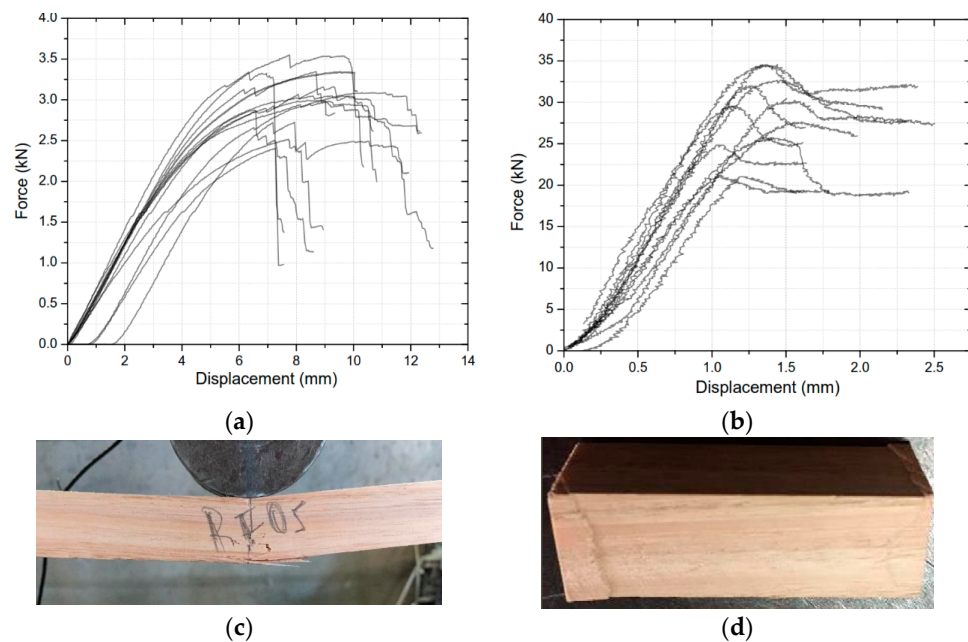 4.0
3.5
3.0
2.5
2.0
1.5
1.0
0.5
0.0
Force (kN)
0 2 4 6 8 10 12 14
Displacement (mm)
(a)
40
35
30
25
20
15
10
5
0
Force (kN)
0.0 0.5 1.0 1.5 2.0 2.5
Displacement (mm)
(b)
RF05
(c)
(d)